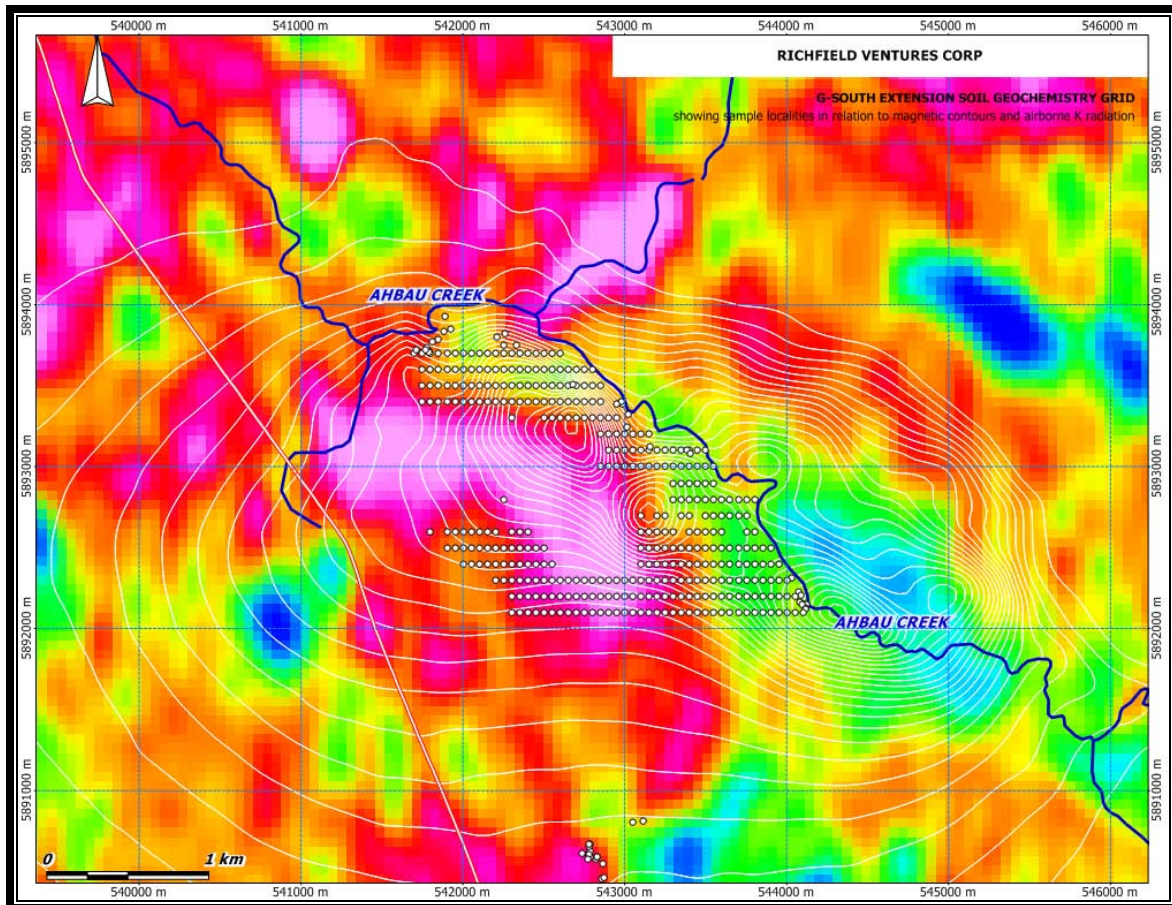 540000 m 541000 m 542000 m 543000 m 544000 m 545000 m 546000 m
RICHFIELD VENTURES CORP
G-SOUTH EXTENSION SOIL GEOCHEMISTRY GRID
showing sample localities in relation to magnetic contours and airborne K radiation
5895000 m 5895000 m
5894000 m 5894000 m
AHBAU CREEK
5893000 m 5893000 m
5892000 m 5892000 m
AHBAU CREEK
5891000 m 5891000 m
0 1 km
540000 m 541000 m 542000 m 543000 m 544000 m 545000 m 546000 m